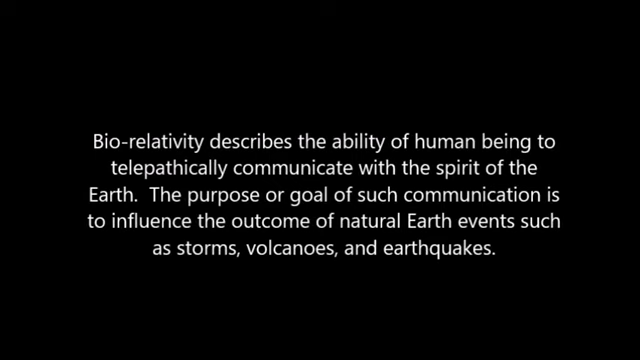 Bio-relativity describes the ability of human being to
telepathically communicate with the spirit of the
Earth.  The purpose or goal of such communication is
to influence the outcome of natural Earth events such
as storms, volcanoes, and earthquakes.